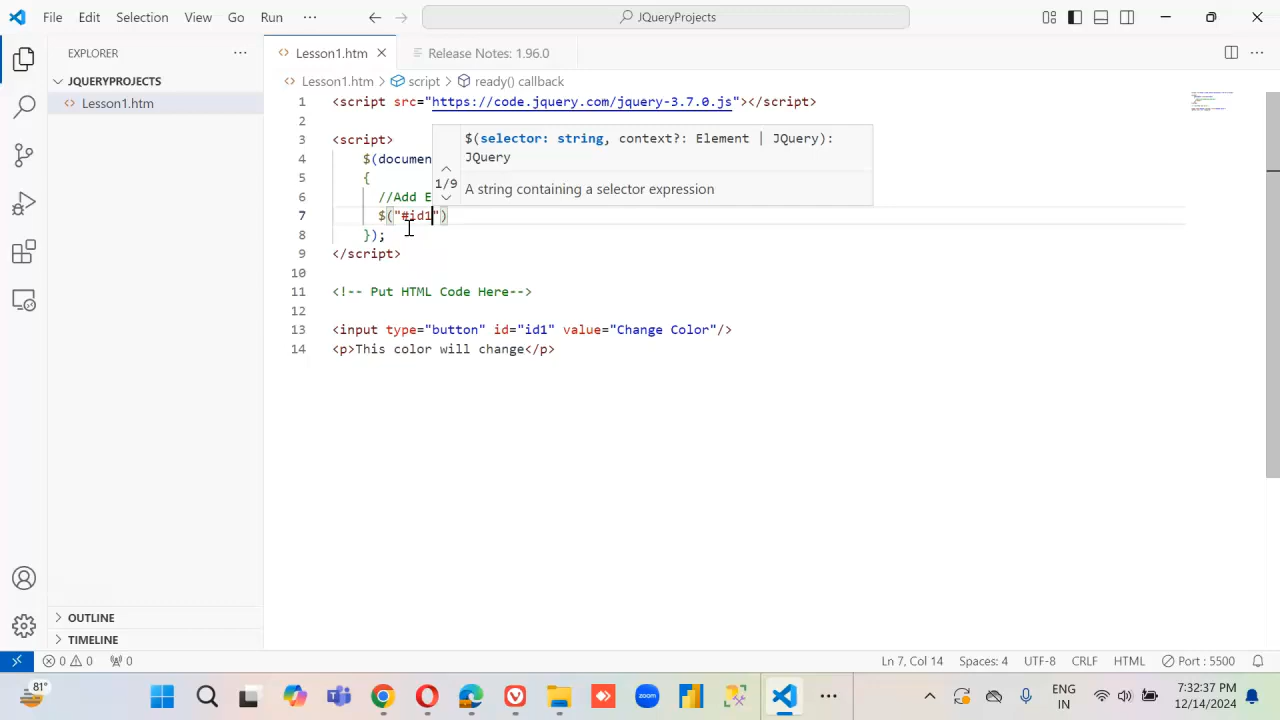 File Edit Selection View Go Run ··· JQueryProjects
EXPLORER ···
JQUERYPROJECTS
Lesson1.htm
Lesson1.htm Release Notes: 1.96.0 ···
Lesson1.htm > script > ready() callback
1 <script src="https://code.jquery.com/jquery-3.7.0.js"></script>
2
3 <script>
4 $(documen
5 {
6 //Add E
7 $("#id1")
8 });
9 </script>
10
11 <!-- Put HTML Code Here-->
12
13 <input type="button" id="id1" value="Change Color"/>
14 <p>This color will change</p>
$(selector: string, context?: Element | JQuery):
JQuery
1/9
A string containing a selector expression
OUTLINE
TIMELINE
0 0 0 Ln 7, Col 14 Spaces: 4 UTF-8 CRLF HTML Port : 5500
81° zoom ··· ENG
IN
7:32:37 PM
12/14/2024